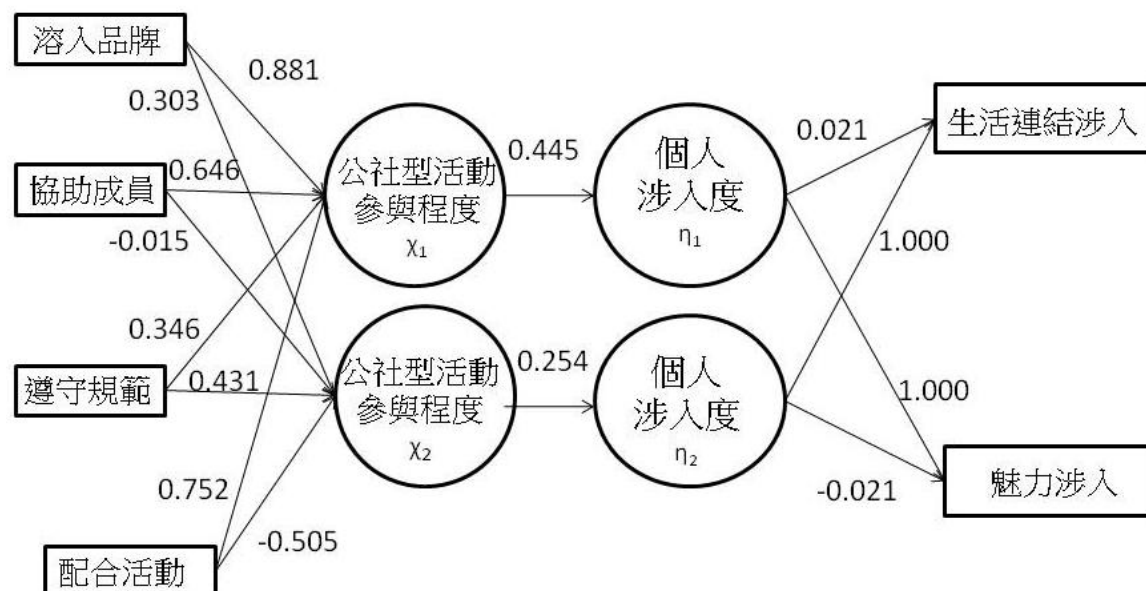 溶入品牌
0.881
0.303
協助成員
0.646
-0.015
0.346
遵守規範
0.431
0.752
-0.505
配合活動
公社型活動
參與程度
χ₁
0.445
個人
涉入度
η₁
公社型活動
參與程度
χ₂
0.254
個人
涉入度
η₂
0.021
1.000
1.000
-0.021
生活連結涉入
魅力涉入